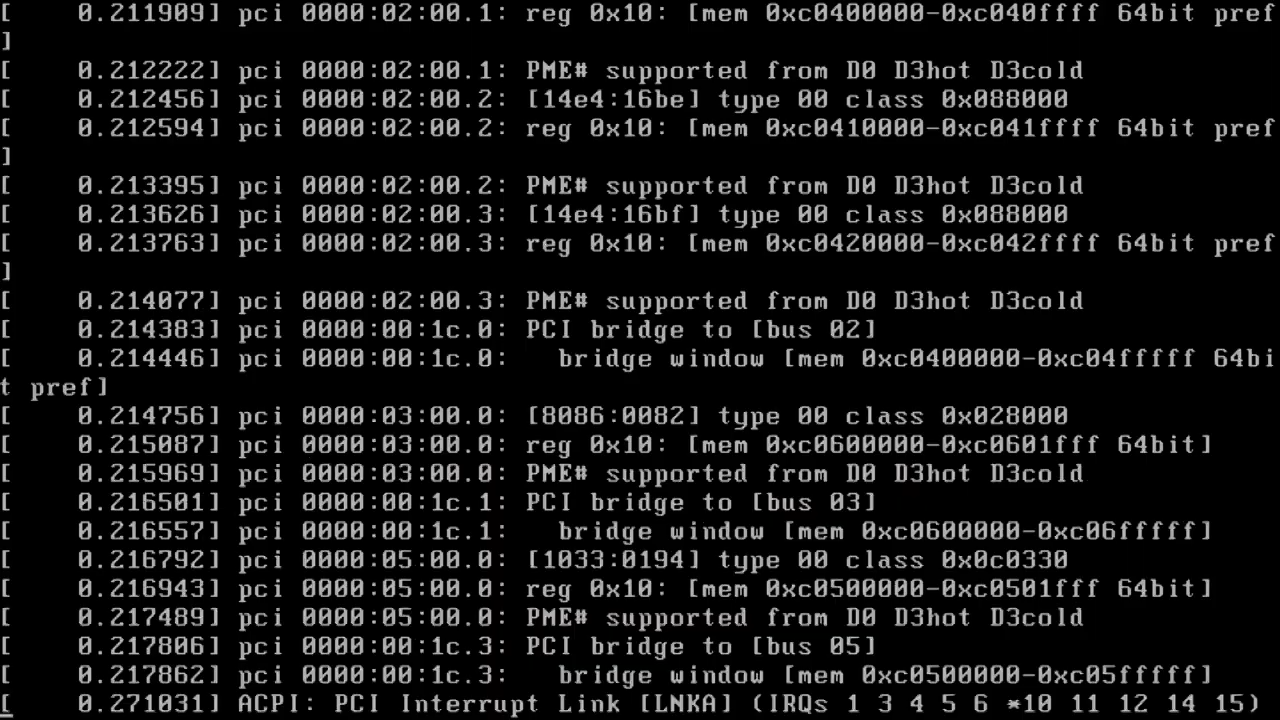 [    0.211909] pci 0000:02:00.1: reg 0x10: [mem 0xc0400000-0xc040ffff 64bit pref
]
[    0.212222] pci 0000:02:00.1: PME# supported from D0 D3hot D3cold
[    0.212456] pci 0000:02:00.2: [14e4:16be] type 00 class 0x088000
[    0.212594] pci 0000:02:00.2: reg 0x10: [mem 0xc0410000-0xc041ffff 64bit pref
]
[    0.213395] pci 0000:02:00.2: PME# supported from D0 D3hot D3cold
[    0.213626] pci 0000:02:00.3: [14e4:16bf] type 00 class 0x088000
[    0.213763] pci 0000:02:00.3: reg 0x10: [mem 0xc0420000-0xc042ffff 64bit pref
]
[    0.214077] pci 0000:02:00.3: PME# supported from D0 D3hot D3cold
[    0.214383] pci 0000:00:1c.0: PCI bridge to [bus 02]
[    0.214446] pci 0000:00:1c.0:   bridge window [mem 0xc0400000-0xc04fffff 64bi
t pref]
[    0.214756] pci 0000:03:00.0: [8086:0082] type 00 class 0x028000
[    0.215087] pci 0000:03:00.0: reg 0x10: [mem 0xc0600000-0xc0601fff 64bit]
[    0.215969] pci 0000:03:00.0: PME# supported from D0 D3hot D3cold
[    0.216501] pci 0000:00:1c.1: PCI bridge to [bus 03]
[    0.216557] pci 0000:00:1c.1:   bridge window [mem 0xc0600000-0xc06fffff]
[    0.216792] pci 0000:05:00.0: [1033:0194] type 00 class 0x0c0330
[    0.216943] pci 0000:05:00.0: reg 0x10: [mem 0xc0500000-0xc0501fff 64bit]
[    0.217489] pci 0000:05:00.0: PME# supported from D0 D3hot D3cold
[    0.217806] pci 0000:00:1c.3: PCI bridge to [bus 05]
[    0.217862] pci 0000:00:1c.3:   bridge window [mem 0xc0500000-0xc05fffff]
[    0.271031] ACPI: PCI Interrupt Link [LNKA] (IRQs 1 3 4 5 6 *10 11 12 14 15)